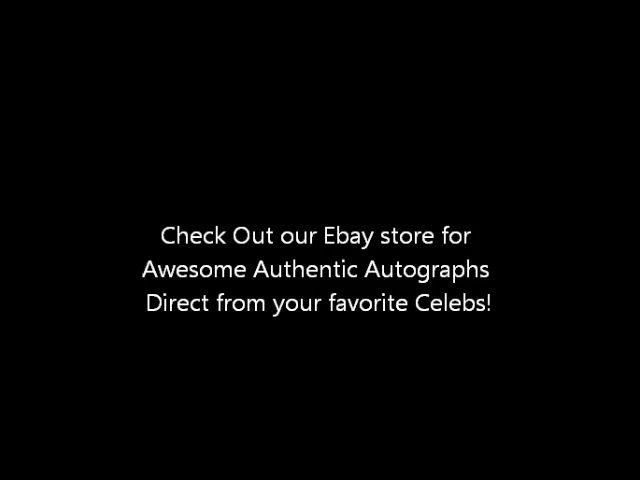 Check Out our Ebay store for
Awesome Authentic Autographs
Direct from your favorite Celebs!